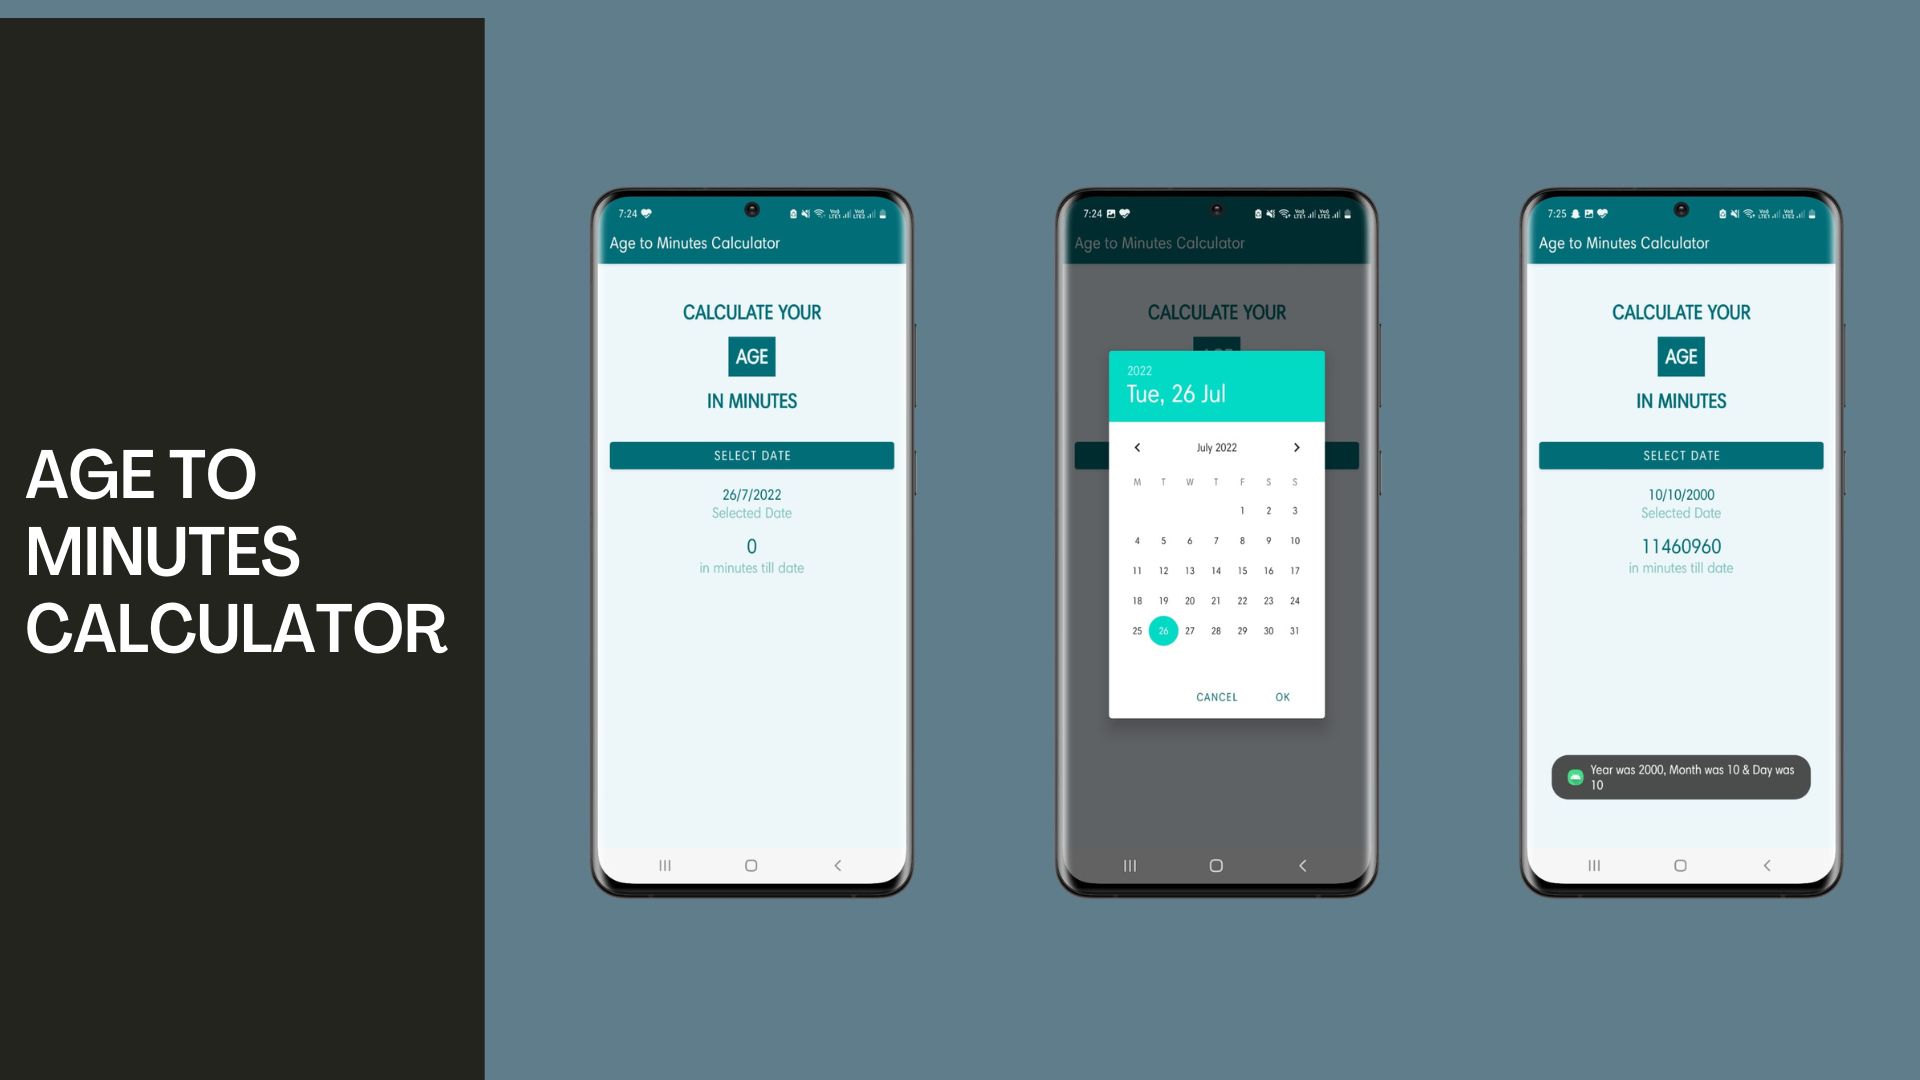 AGE TO
MINUTES
CALCULATOR
7:24
Age to Minutes Calculator
CALCULATE YOUR
AGE
IN MINUTES
SELECT DATE
26/7/2022
Selected Date
0
in minutes till date
7:24
Age to Minutes Calculator
CALCULATE YOUR
2022
Tue, 26 Jul
July 2022
M T W T F S S
1 2 3
4 5 6 7 8 9 10
11 12 13 14 15 16 17
18 19 20 21 22 23 24
25 26 27 28 29 30 31
CANCEL OK
7:25
Age to Minutes Calculator
CALCULATE YOUR
AGE
IN MINUTES
SELECT DATE
10/10/2000
Selected Date
11460960
in minutes till date
Year was 2000, Month was 10 & Day was
10